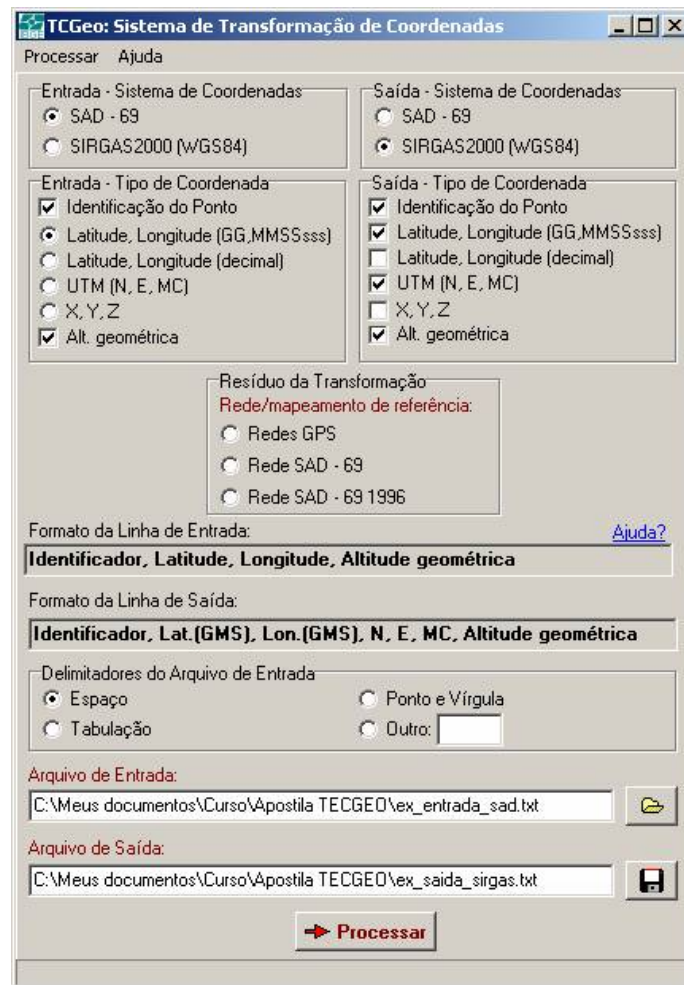 TCGeo: Sistema de Transformação de Coordenadas
Processar Ajuda
Entrada - Sistema de Coordenadas
SAD - 69
SIRGAS2000 (WGS84)
Saída - Sistema de Coordenadas
SAD - 69
SIRGAS2000 (WGS84)
Entrada - Tipo de Coordenada
Identificação do Ponto
Latitude, Longitude (GG,MMSSsss)
Latitude, Longitude (decimal)
UTM (N, E, MC)
X, Y, Z
Alt. geométrica
Saída - Tipo de Coordenada
Identificação do Ponto
Latitude, Longitude (GG,MMSSsss)
Latitude, Longitude (decimal)
UTM (N, E, MC)
X, Y, Z
Alt. geométrica
Resíduo da Transformação
Rede/mapeamento de referência:
Redes GPS
Rede SAD - 69
Rede SAD - 69 1996
Formato da Linha de Entrada:
Ajuda?
Identificador, Latitude, Longitude, Altitude geométrica
Formato da Linha de Saída:
Identificador, Lat.(GMS), Lon.(GMS), N, E, MC, Altitude geométrica
Delimitadores do Arquivo de Entrada
Espaço
Ponto e Vírgula
Tabulação
Outro:
Arquivo de Entrada:
C:\Meus documentos\Curso\Apostila TECGEO\ex_entrada_sad.txt
Arquivo de Saída:
C:\Meus documentos\Curso\Apostila TECGEO\ex_saida_sirgas.txt
Processar